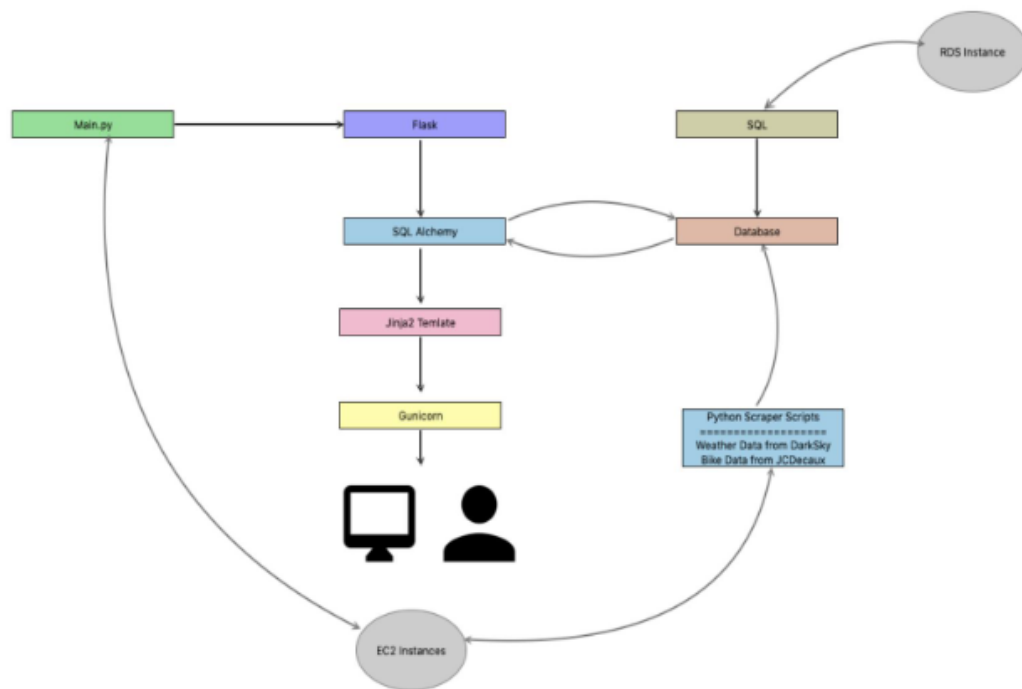 RDS Instance
Main.py
Flask
SQL
SQL Alchemy
Database
Jinja2 Temlate
Gunicorn
Python Scraper Scripts
===================
Weather Data from DarkSky
Bike Data from JCDecaux
EC2 Instances